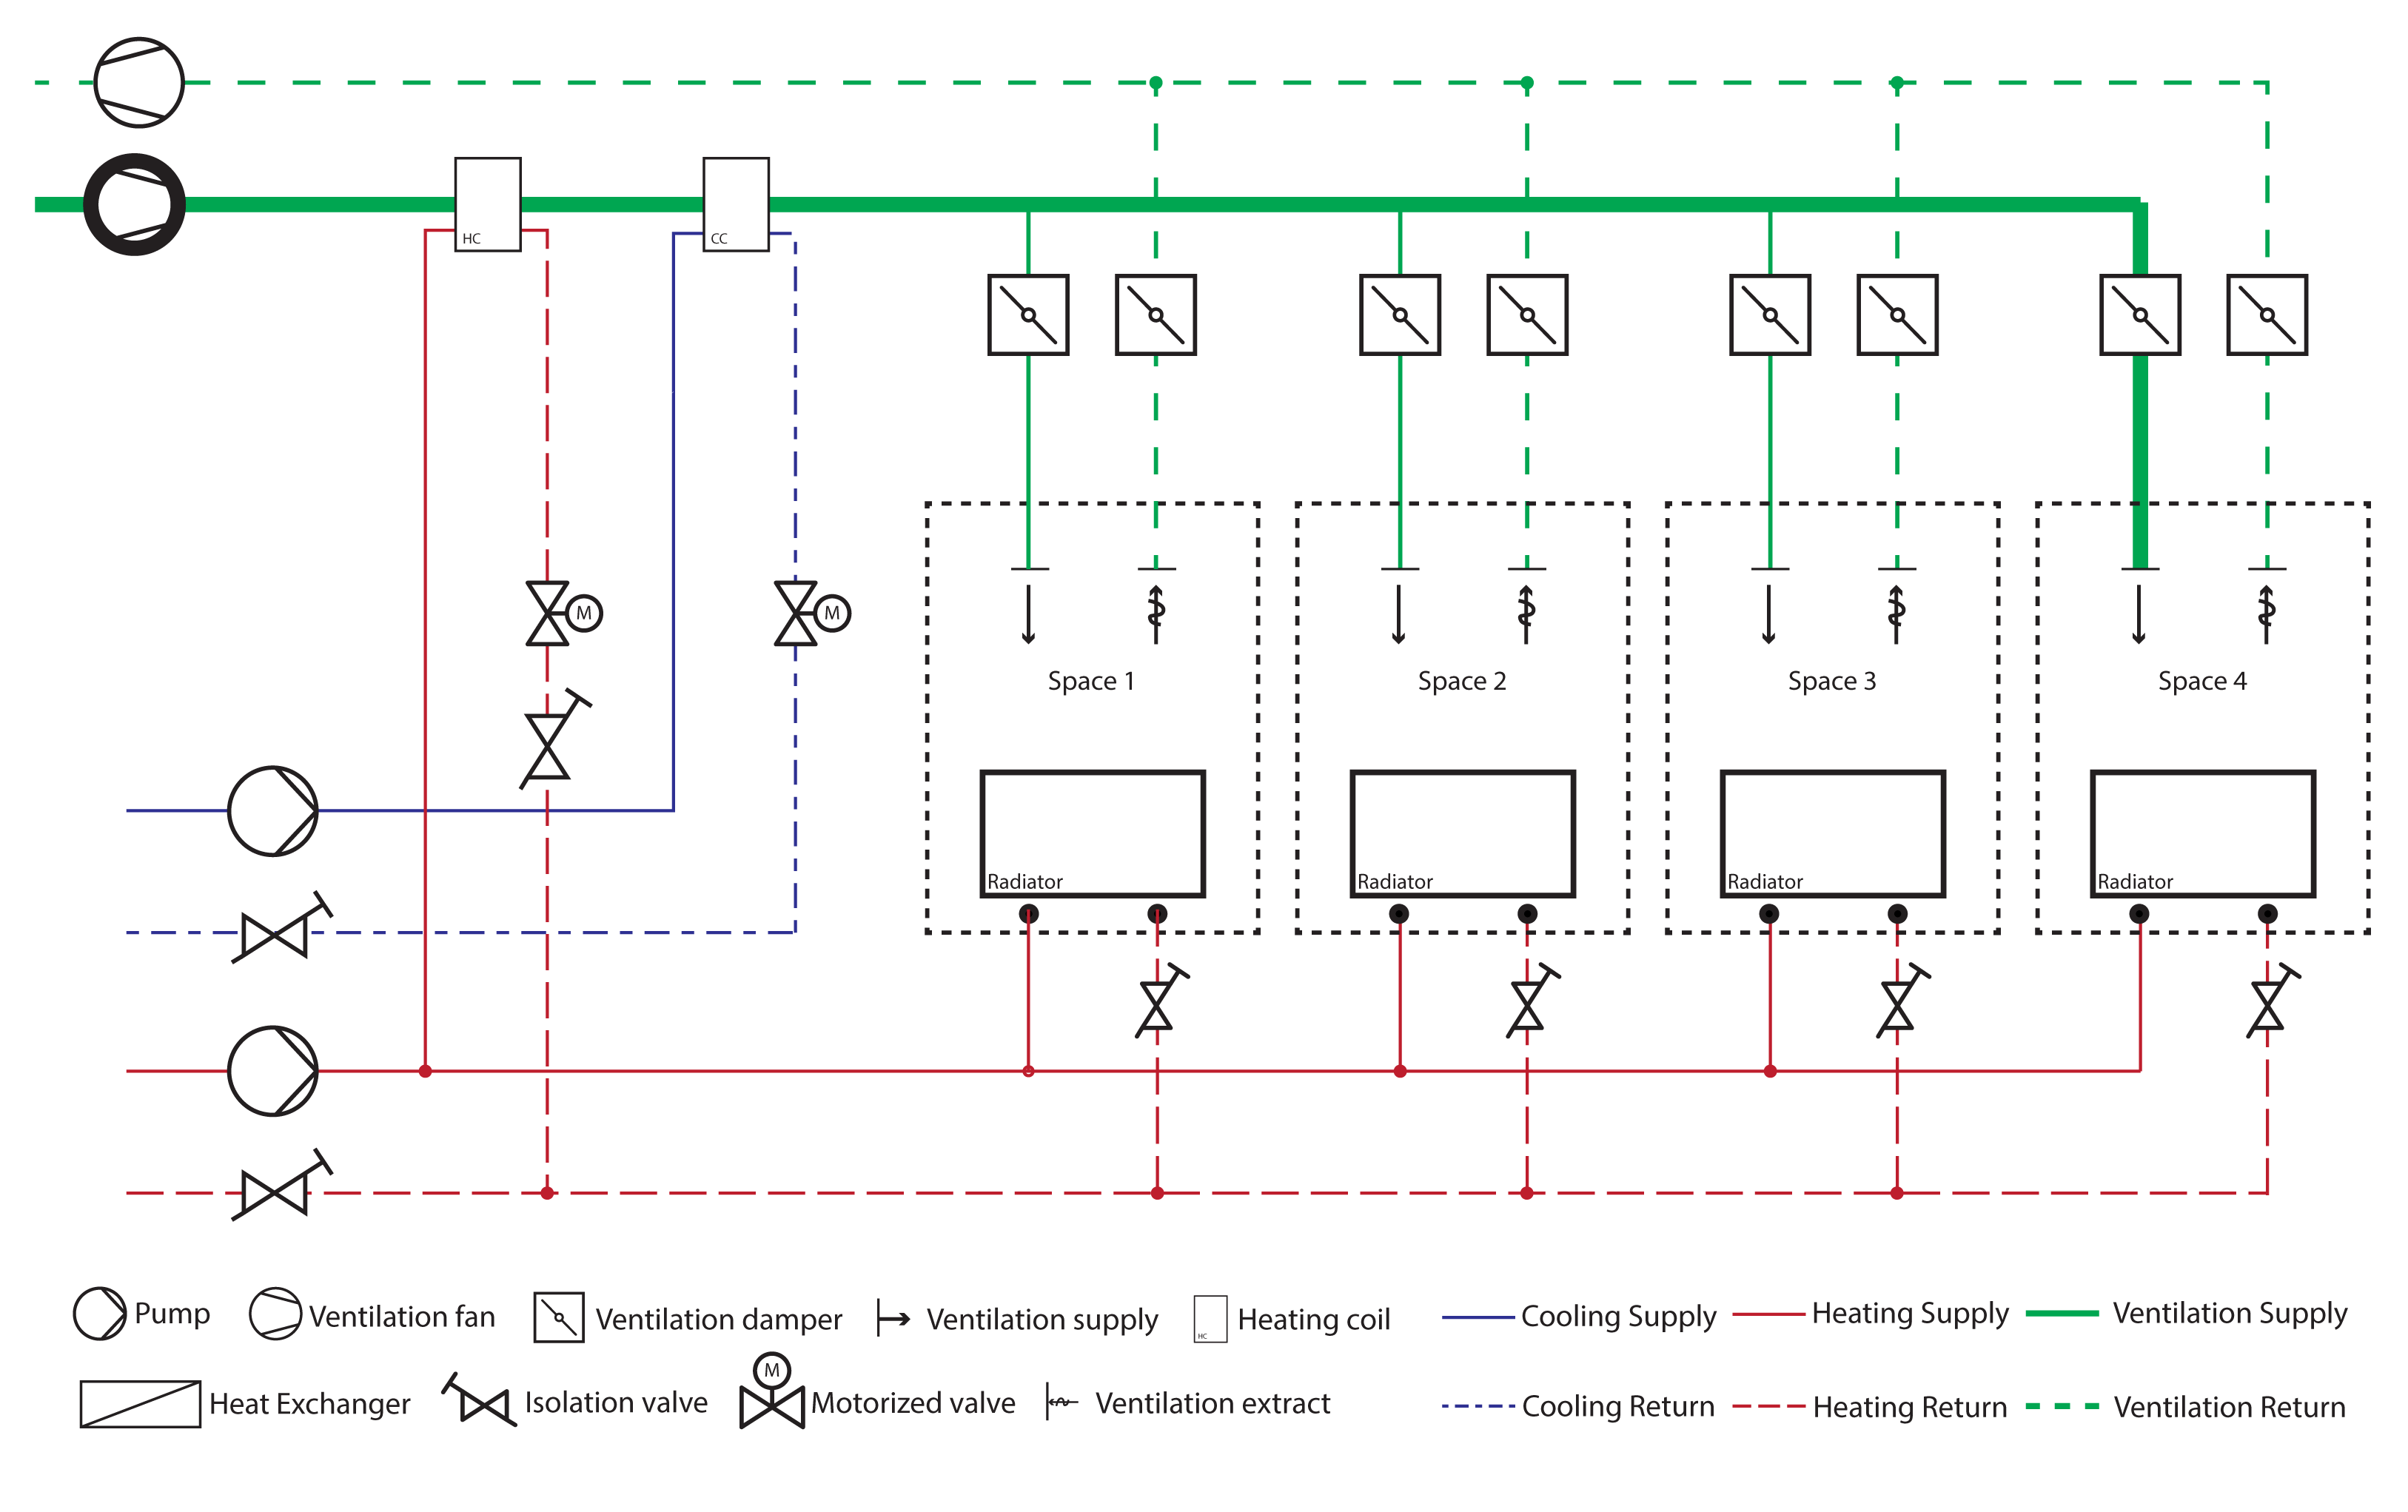 HC
CC
M
M
Space 1
Space 2
Space 3
Space 4
Radiator
Radiator
Radiator
Radiator
Pump
Ventilation fan
Ventilation damper
Ventilation supply
HC
Heating coil
Cooling Supply
Heating Supply
Ventilation Supply
Heat Exchanger
Isolation valve
M
Motorized valve
Ventilation extract
Cooling Return
Heating Return
Ventilation Return